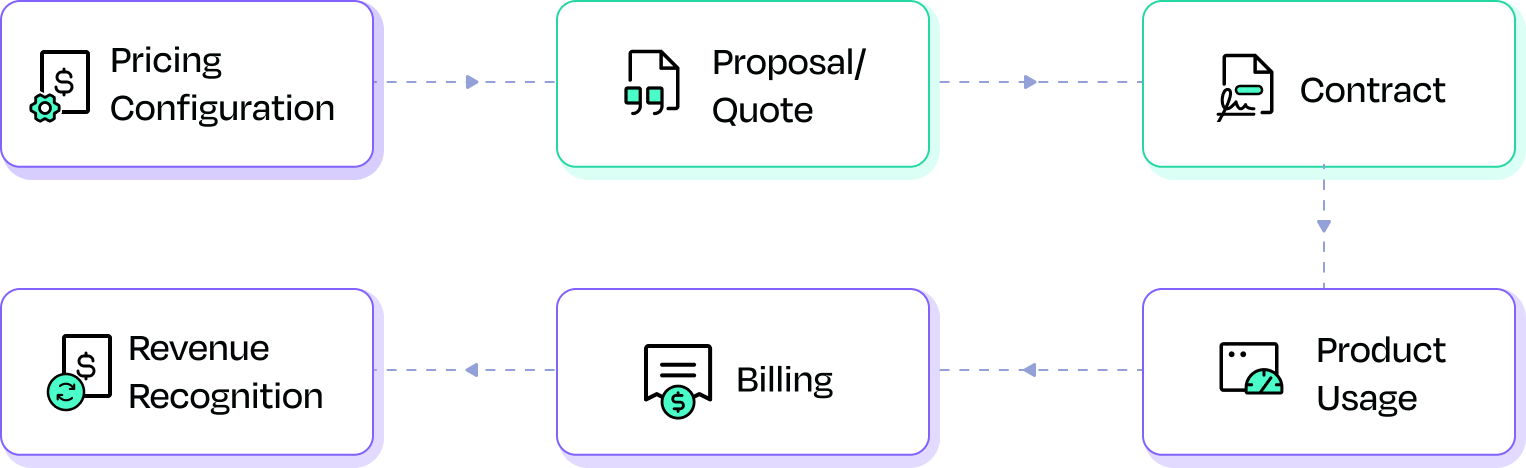 Pricing
Configuration
Proposal/
Quote
Contract
Product
Usage
Billing
Revenue
Recognition